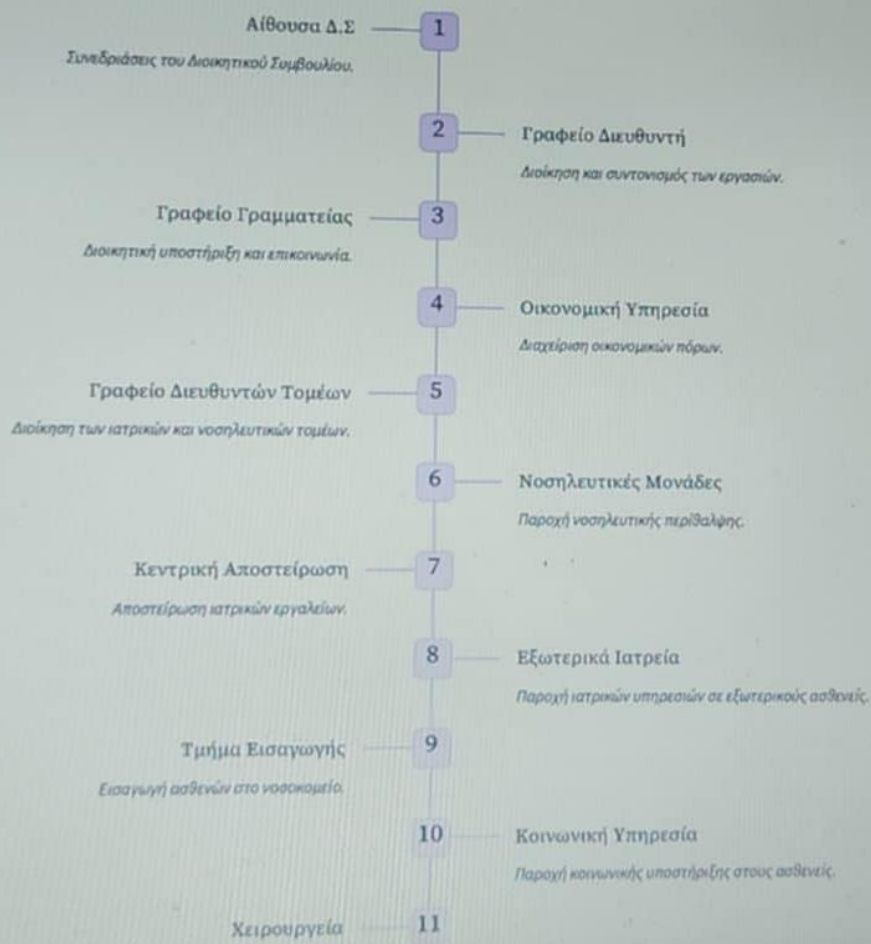 Αίθουσα Δ.Σ
1
Συνεδριάσεις του Διοικητικού Συμβουλίου.
2
Γραφείο Διευθυντή
Διοίκηση και συντονισμός των εργασιών.
Γραφείο Γραμματείας
3
Διοικητική υποστήριξη και επικοινωνία.
4
Οικονομική Υπηρεσία
Διαχείριση οικονομικών πόρων.
Γραφείο Διευθυντών Τομέων
5
Διοίκηση των ιατρικών και νοσηλευτικών τομέων.
6
Νοσηλευτικές Μονάδες
Παροχή νοσηλευτικής περίθαλψης.
Κεντρική Αποστείρωση
7
Αποστείρωση ιατρικών εργαλείων.
8
Εξωτερικά Ιατρεία
Παροχή ιατρικών υπηρεσιών σε εξωτερικούς ασθενείς.
Τμήμα Εισαγωγής
9
Εισαγωγή ασθενών στο νοσοκομείο.
10
Κοινωνική Υπηρεσία
Παροχή κοινωνικής υποστήριξης στους ασθενείς.
Χειρουργεία
11